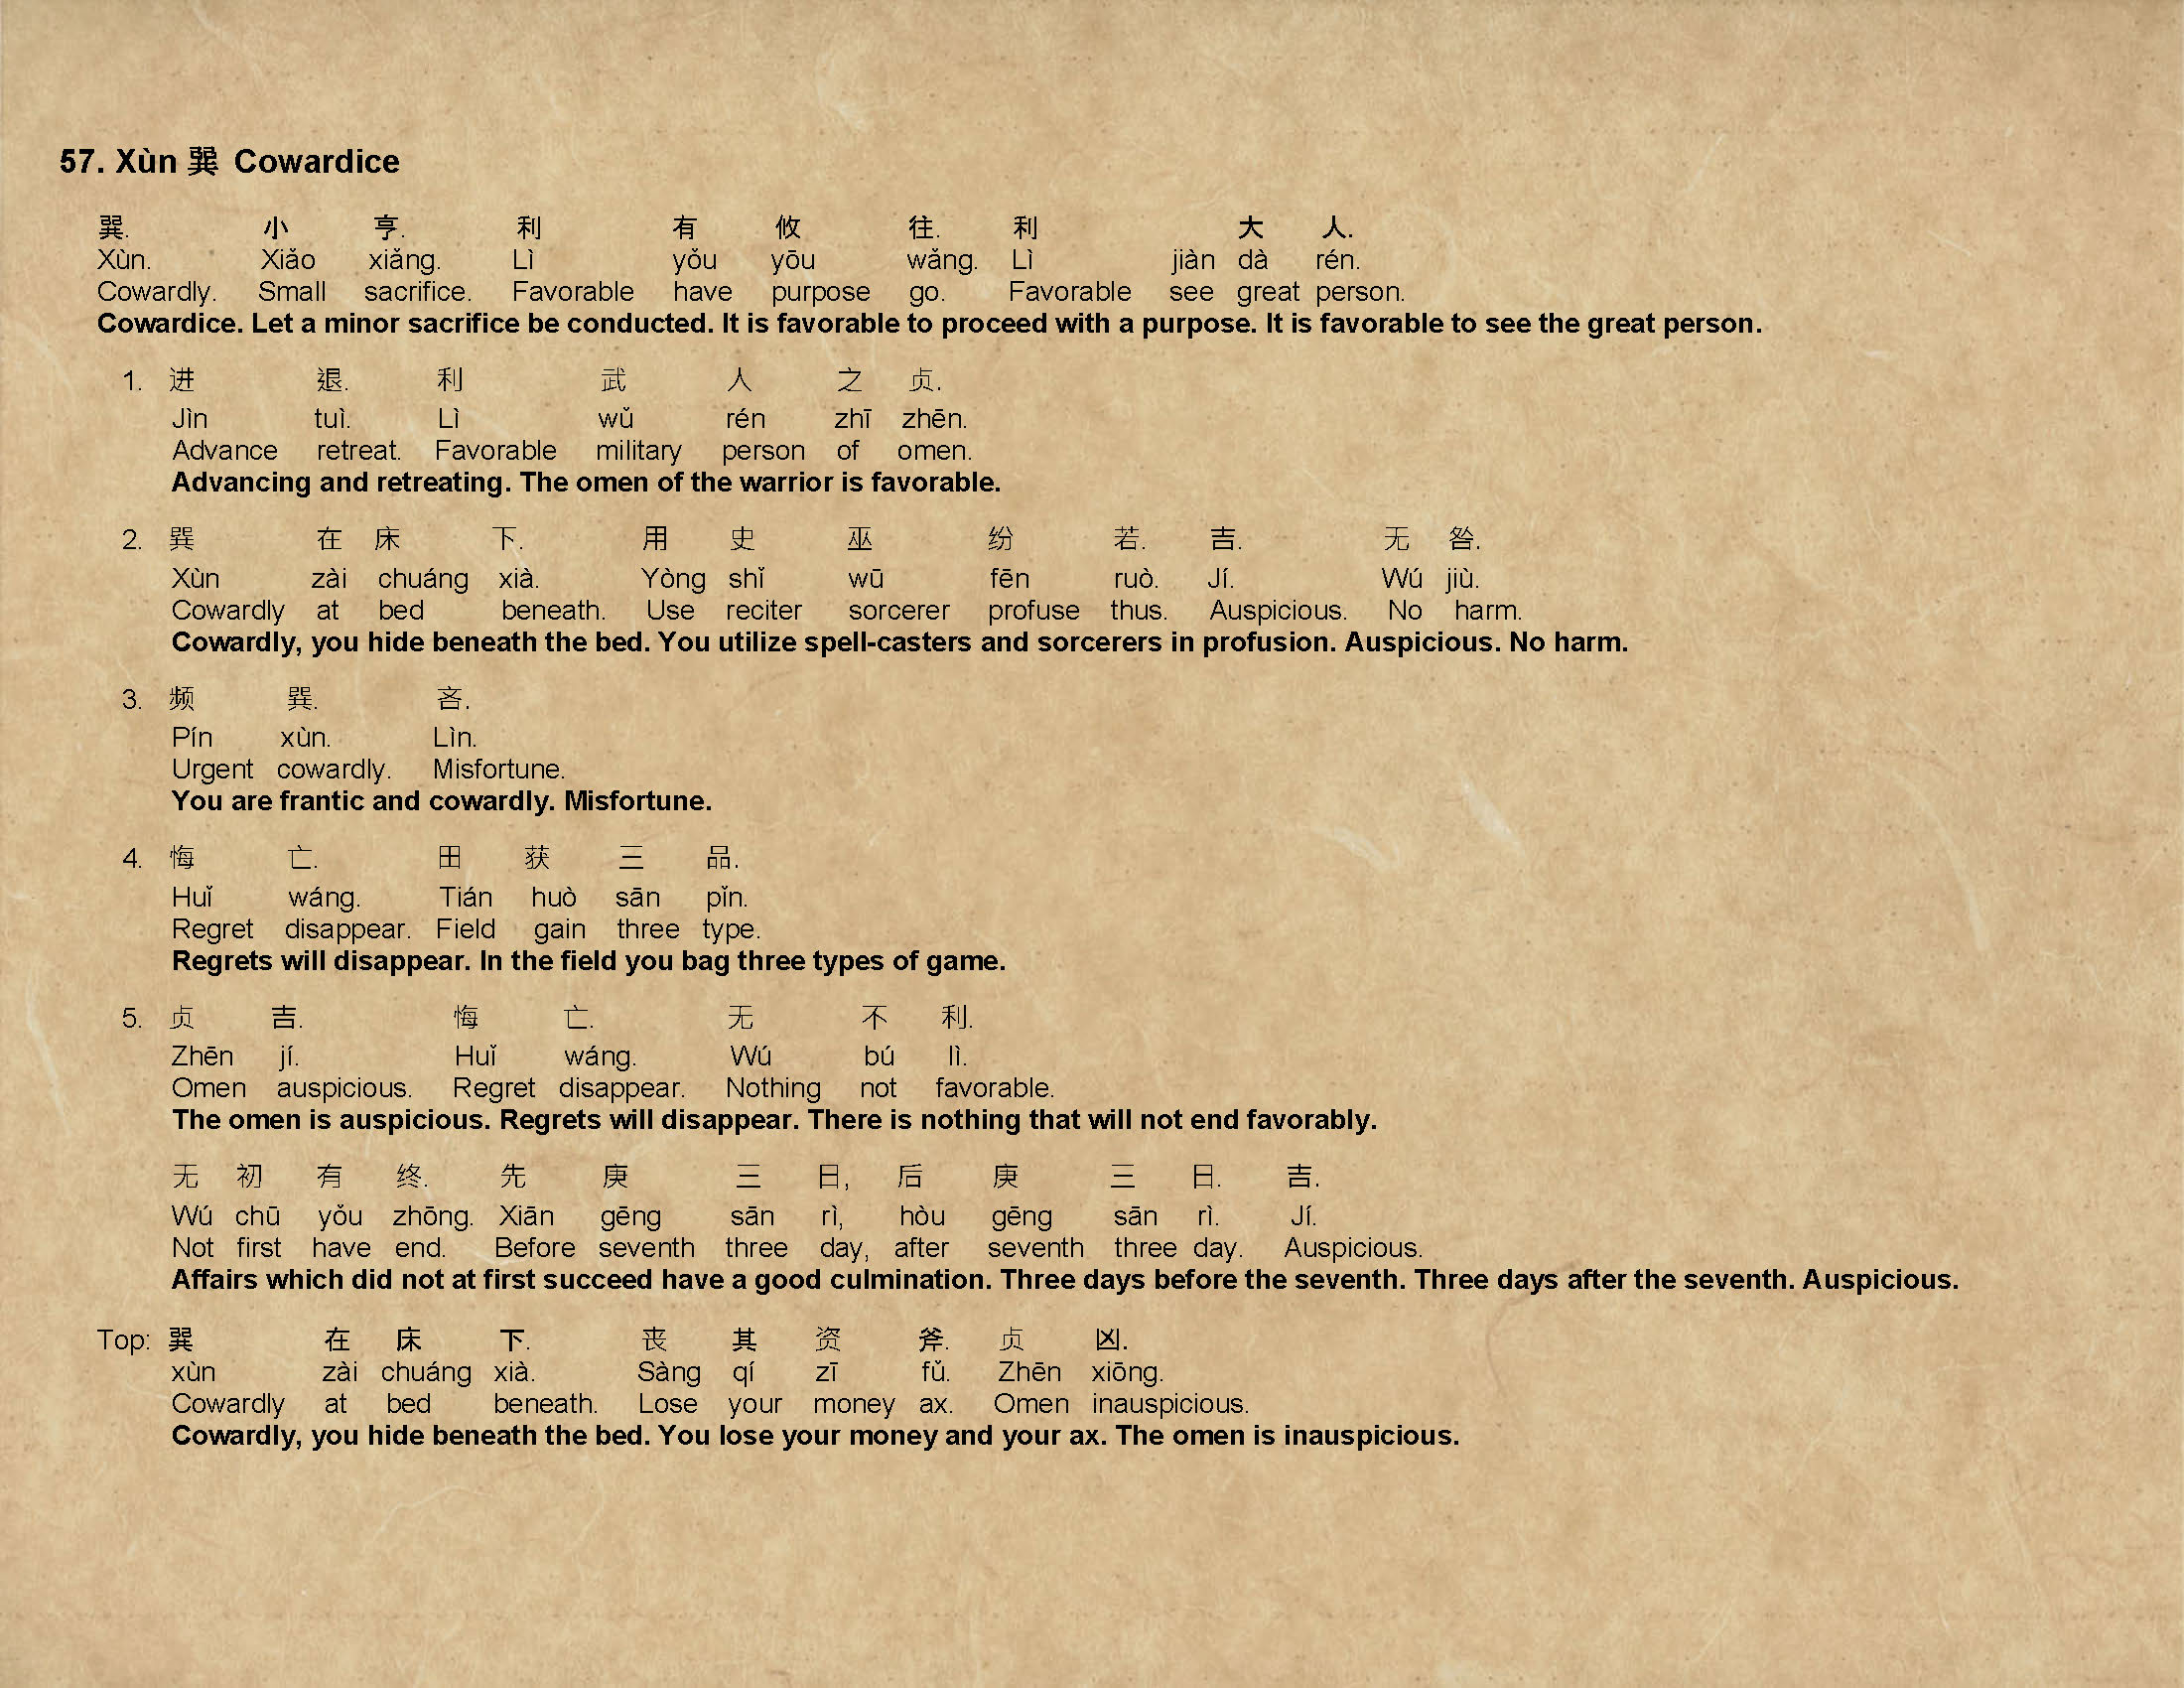 57. Xùn 巽 Cowardice
巽. 小 亨. 利 有 攸 往. 利 大 人.
Xùn. Xiǎo xiǎng. Lì yǒu yōu wǎng. Lì jiàn dà rén.
Cowardly. Small sacrifice. Favorable have purpose go. Favorable see great person.
Cowardice. Let a minor sacrifice be conducted. It is favorable to proceed with a purpose. It is favorable to see the great person.
1. 进 退. 利 武 人 之 贞.
Jìn tuì. Lì wǔ rén zhī zhēn.
Advance retreat. Favorable military person of omen.
Advancing and retreating. The omen of the warrior is favorable.
2. 巽 在 床 下. 用 史 巫 纷 若. 吉. 无 咎.
Xùn zài chuáng xià. Yòng shǐ wū fēn ruò. Jí. Wú jiù.
Cowardly at bed beneath. Use reciter sorcerer profuse thus. Auspicious. No harm.
Cowardly, you hide beneath the bed. You utilize spell-casters and sorcerers in profusion. Auspicious. No harm.
3. 频 巽. 吝.
Pín xùn. Lìn.
Urgent cowardly. Misfortune.
You are frantic and cowardly. Misfortune.
4. 悔 亡. 田 获 三 品.
Huǐ wáng. Tián huò sān pǐn.
Regret disappear. Field gain three type.
Regrets will disappear. In the field you bag three types of game.
5. 贞 吉. 悔 亡. 无 不 利.
Zhēn jí. Huǐ wáng. Wú bú lì.
Omen auspicious. Regret disappear. Nothing not favorable.
The omen is auspicious. Regrets will disappear. There is nothing that will not end favorably.
无 初 有 终. 先 庚 三 日, 后 庚 三 日. 吉.
Wú chū yǒu zhōng. Xiān gēng sān rì, hòu gēng sān rì. Jí.
Not first have end. Before seventh three day, after seventh three day. Auspicious.
Affairs which did not at first succeed have a good culmination. Three days before the seventh. Three days after the seventh. Auspicious.
Top: 巽 在 床 下. 丧 其 资 斧. 贞 凶.
xùn zài chuáng xià. Sàng qí zī fǔ. Zhēn xiōng.
Cowardly at bed beneath. Lose your money ax. Omen inauspicious.
Cowardly, you hide beneath the bed. You lose your money and your ax. The omen is inauspicious.